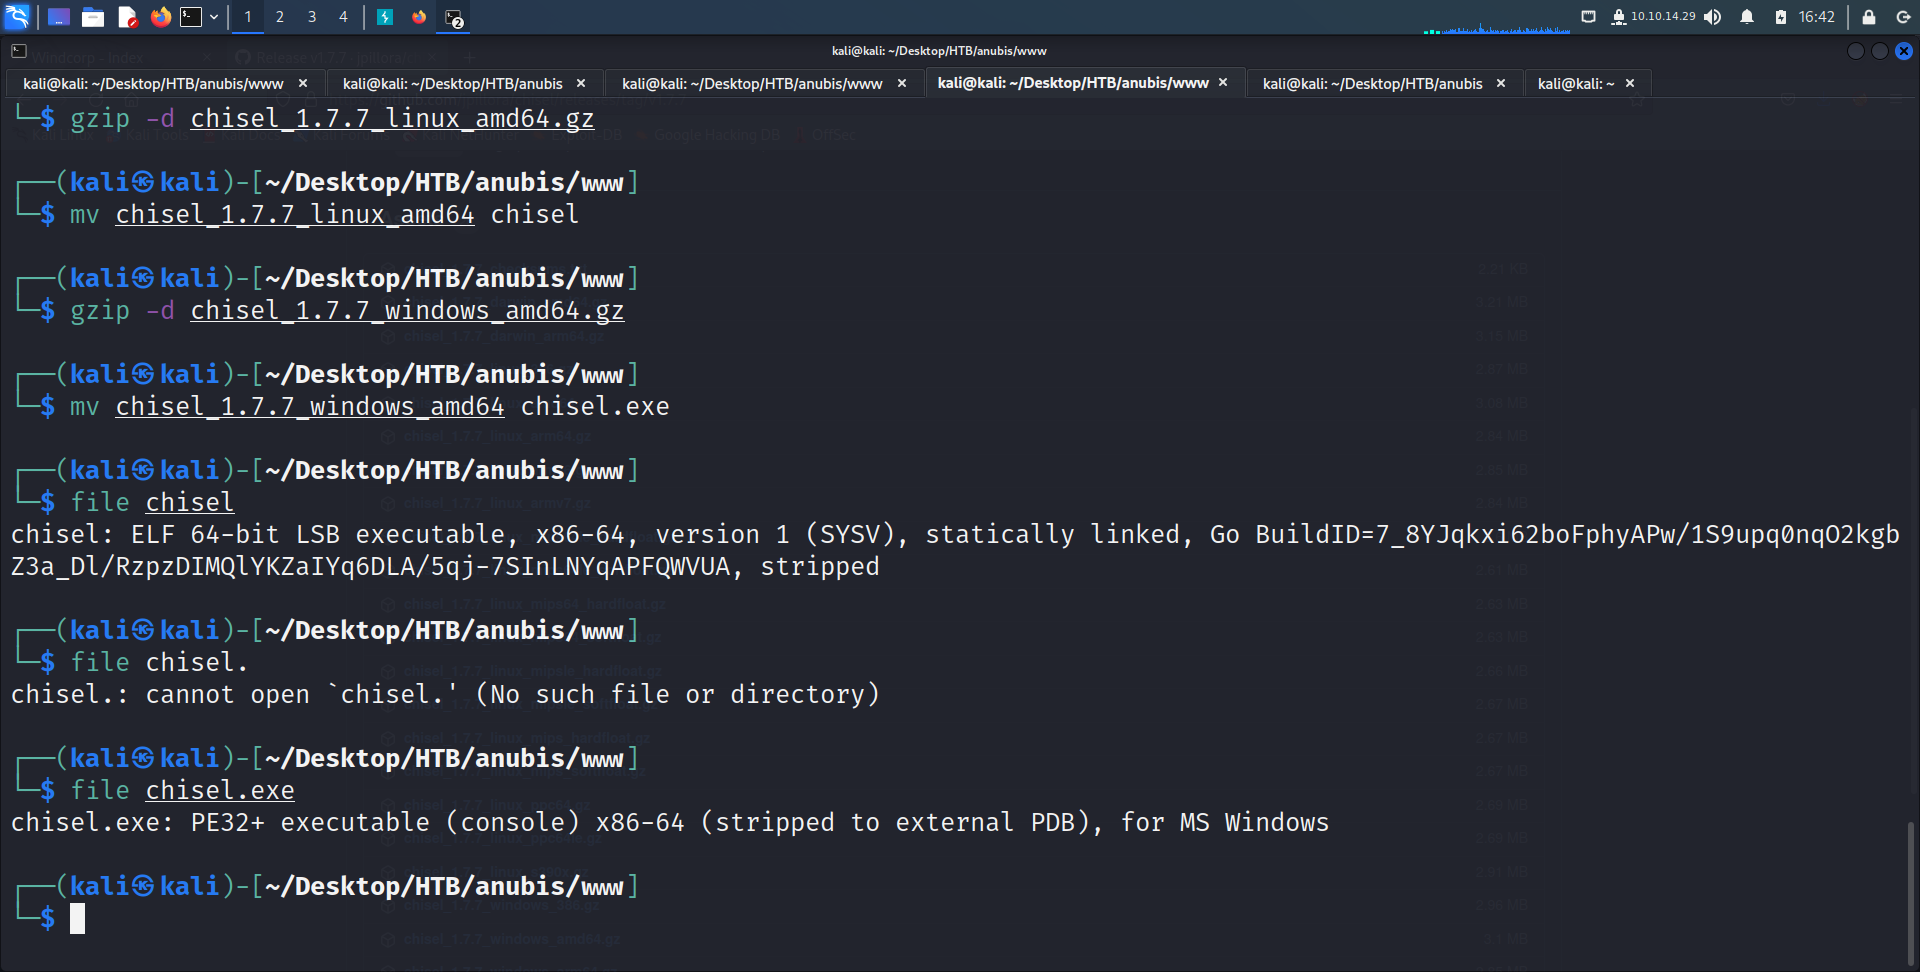 1 2 3 4 2 10.10.14.29 16:42
kali@kali: ~/Desktop/HTB/anubis/www
kali@kali: ~/Desktop/HTB/anubis/www kali@kali: ~/Desktop/HTB/anubis kali@kali: ~/Desktop/HTB/anubis/www kali@kali: ~/Desktop/HTB/anubis/www kali@kali: ~/Desktop/HTB/anubis kali@kali: ~
└─$ gzip -d chisel_1.7.7_linux_amd64.gz
┌──(kali㉿kali)-[~/Desktop/HTB/anubis/www]
└─$ mv chisel_1.7.7_linux_amd64 chisel
┌──(kali㉿kali)-[~/Desktop/HTB/anubis/www]
└─$ gzip -d chisel_1.7.7_windows_amd64.gz
┌──(kali㉿kali)-[~/Desktop/HTB/anubis/www]
└─$ mv chisel_1.7.7_windows_amd64 chisel.exe
┌──(kali㉿kali)-[~/Desktop/HTB/anubis/www]
└─$ file chisel
chisel: ELF 64-bit LSB executable, x86-64, version 1 (SYSV), statically linked, Go BuildID=7_8YJqkxi62boFphyAPw/1S9upq0nqO2kgb
Z3a_Dl/RzpzDIMQlYKZaIYq6DLA/5qj-7SInLNYqAPFQWVUA, stripped
┌──(kali㉿kali)-[~/Desktop/HTB/anubis/www]
└─$ file chisel.
chisel.: cannot open `chisel.' (No such file or directory)
┌──(kali㉿kali)-[~/Desktop/HTB/anubis/www]
└─$ file chisel.exe
chisel.exe: PE32+ executable (console) x86-64 (stripped to external PDB), for MS Windows
┌──(kali㉿kali)-[~/Desktop/HTB/anubis/www]
└─$